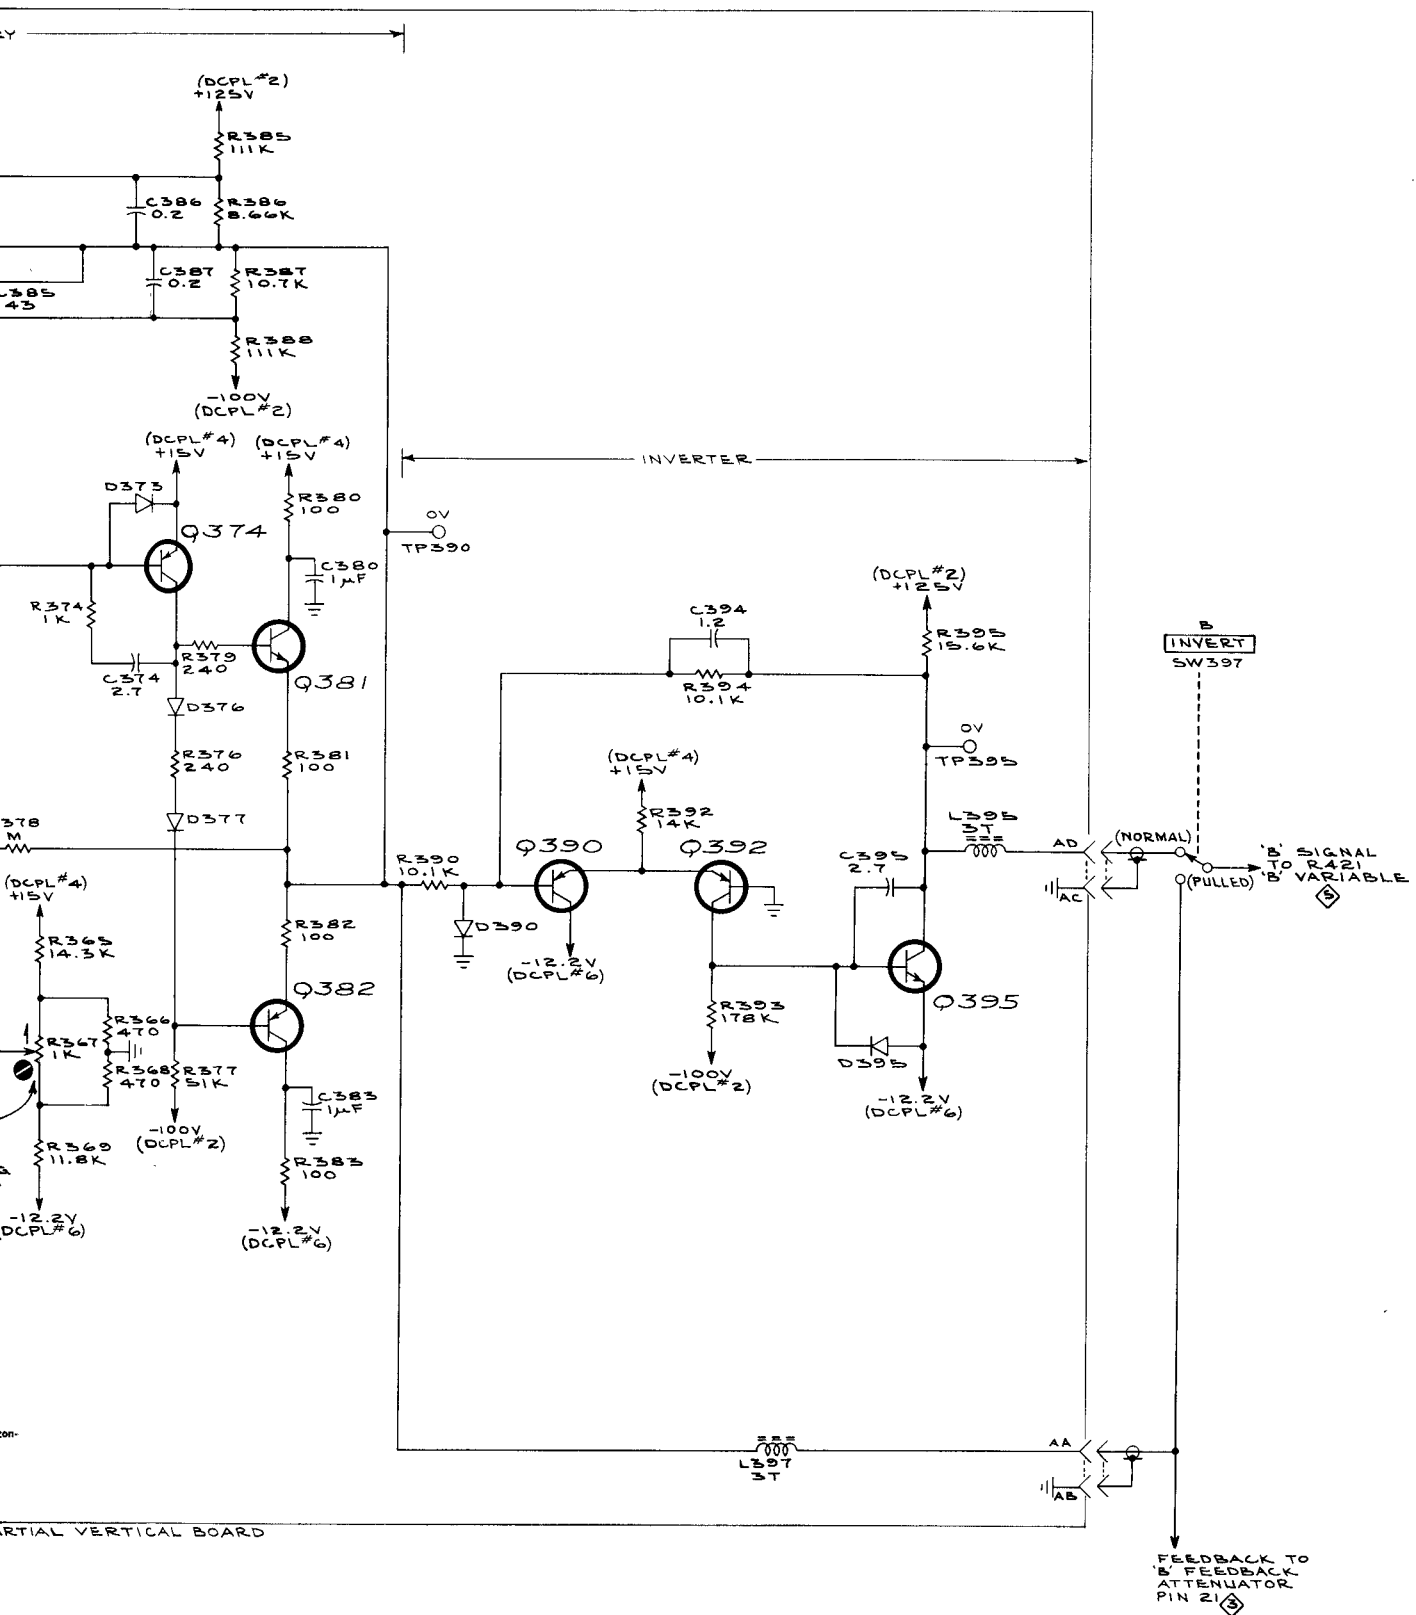 (DCPL #2)
+125V
R385
111K
C386
0.2
R386
8.66K
C387
0.2
R387
10.7K
43
R388
111K
-100V
(DCPL #2)
(DCPL #4)
+15V
(DCPL #4)
+15V
INVERTER
D373
R380
100
Q374
0V
TP390
C380
1µF
R374
1K
C374
2.7
R379
240
Q381
(DCPL #2)
+125V
C394
1.2
R394
10.1K
R395
15.6K
B
INVERT
SW397
D376
R376
240
R381
100
D377
(DCPL #4)
+15V
R392
14K
0V
TP395
L395
3T
378
M
R390
10.1K
Q390
Q392
C395
2.7
AD
(NORMAL)
AC
(PULLED)
'B' SIGNAL
TO R421
'B' VARIABLE
5
(DCPL #4)
+15V
R365
14.3K
R382
100
D390
-12.2V
(DCPL #6)
Q382
Q395
R366
470
R367
1K
R368
470
R377
51K
R393
178K
D395
-100V
(DCPL #2)
-12.2V
(DCPL #6)
C383
1µF
-100V
(DCPL #2)
R369
11.8K
R383
100
-12.2V
(DCPL #6)
-12.2V
(DCPL #6)
L397
3T
AA
AB
ARTIAL VERTICAL BOARD
FEEDBACK TO
'B' FEEDBACK
ATTENUATOR
PIN 21 3